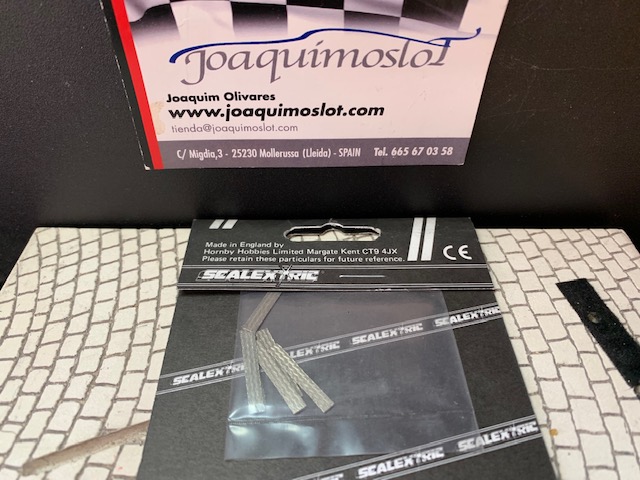 Joaquimoslot
Joaquim Olivares
www.joaquimoslot.com
tienda@joaquimoslot.com
C/ Migdia,3 - 25230 Mollerussa (Lleida) - SPAIN Tel. 665 67 03 58
Made in England by
Hornby Hobbies Limited Margate Kent CT9 4JX
Please retain these particulars for future reference.
CE
SCALEXTRIC
SCALEXTRIC
SCALEXTRIC
SCALEXTRIC
SCALEXTRIC
SCALEXTRIC